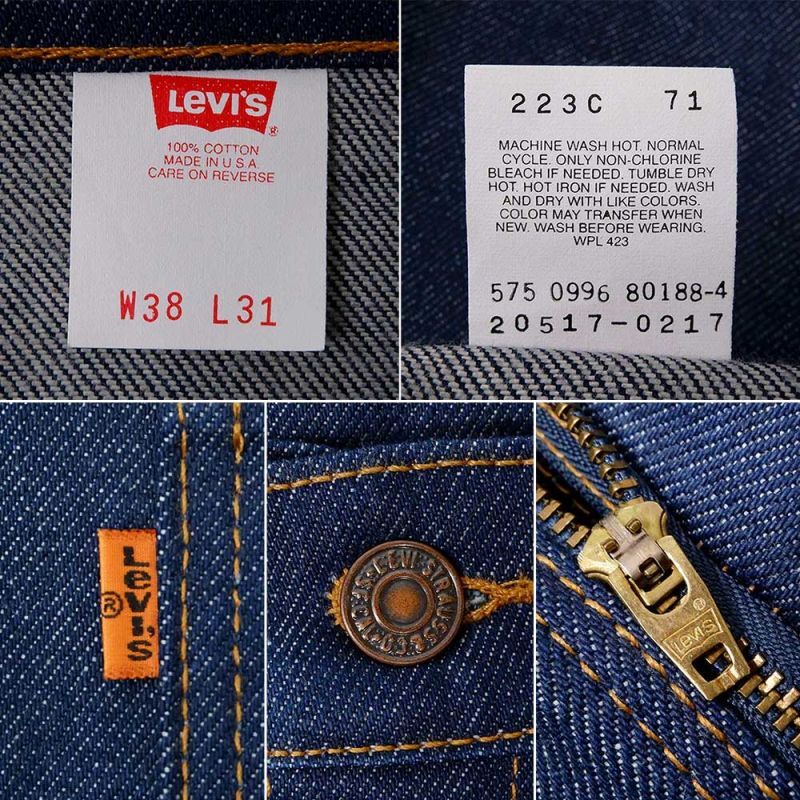 Levi's
®
100% COTTON
MADE IN U.S.A.
CARE ON REVERSE
W38 L31
223C 71
MACHINE WASH HOT. NORMAL
CYCLE. ONLY NON-CHLORINE
BLEACH IF NEEDED. TUMBLE DRY
HOT. HOT IRON IF NEEDED. WASH
AND DRY WITH LIKE COLORS.
COLOR MAY TRANSFER WHEN
NEW. WASH BEFORE WEARING.
WPL 423
575 0996 80188-4
20517-0217
Levi's
®
LEVI STRAUSS & CO
Levi's
®